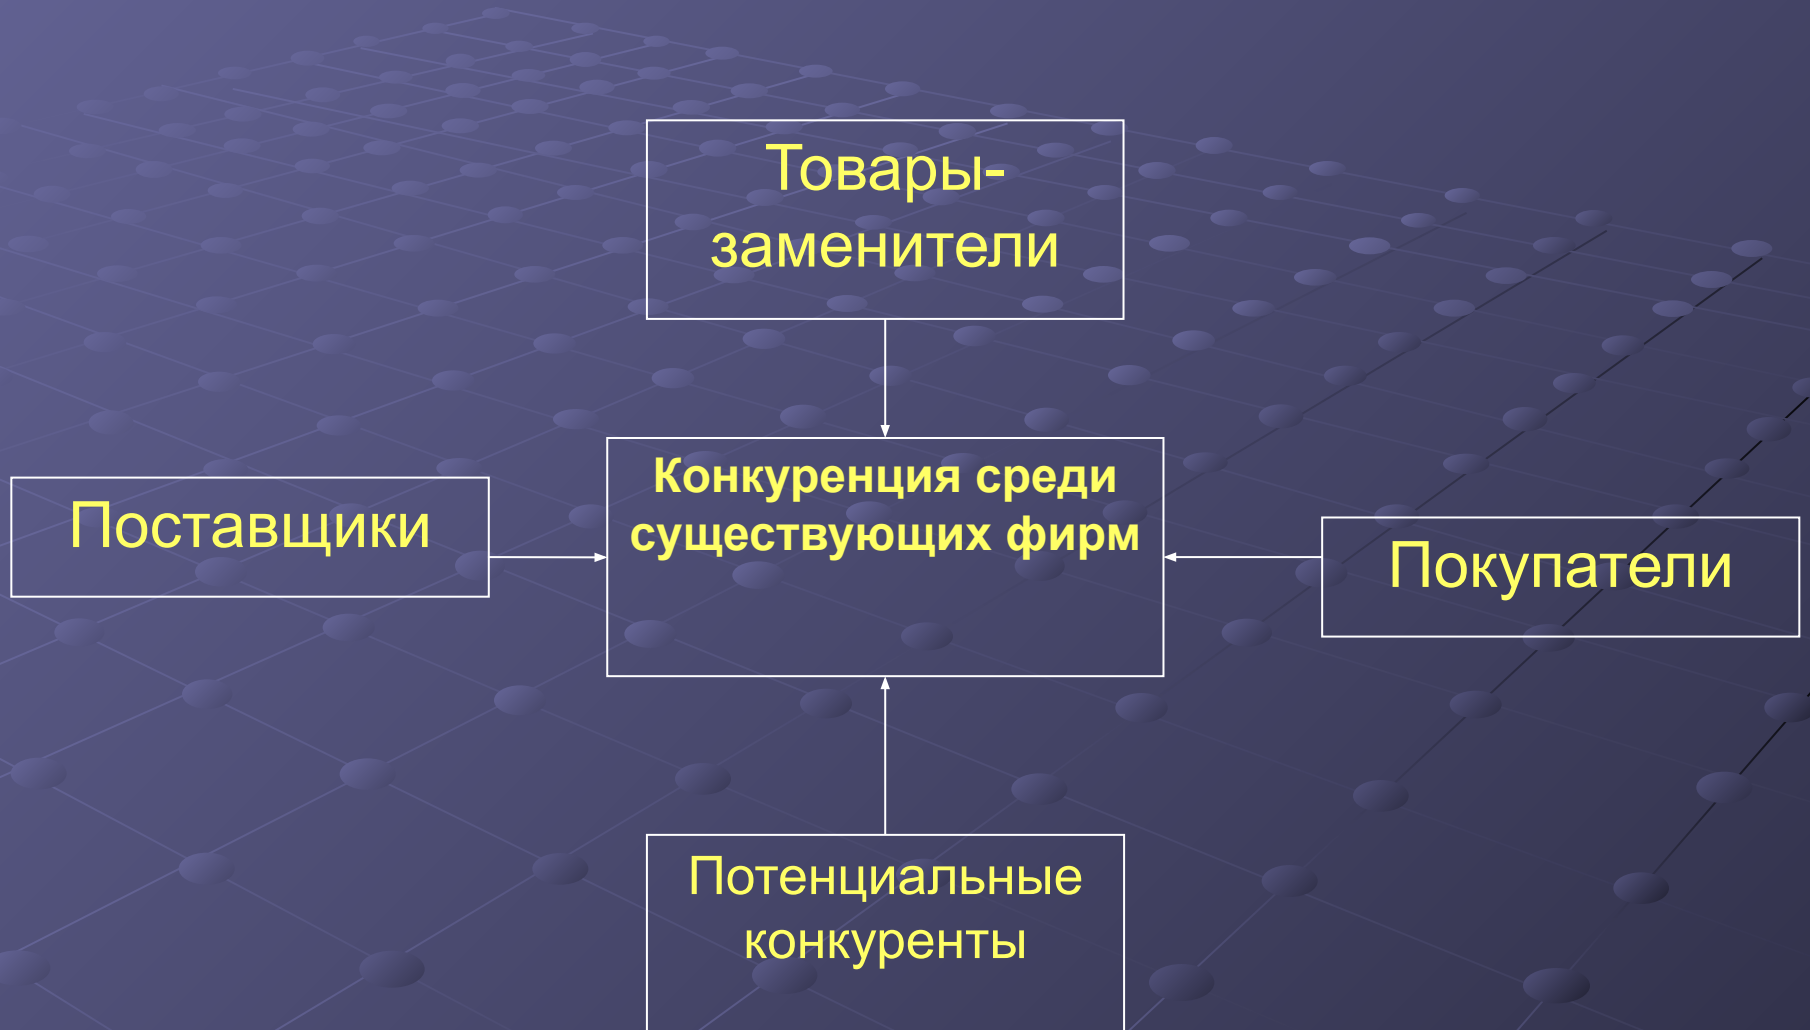 Товары-
заменители
Конкуренция среди
существующих фирм
Поставщики
Покупатели
Потенциальные
конкуренты